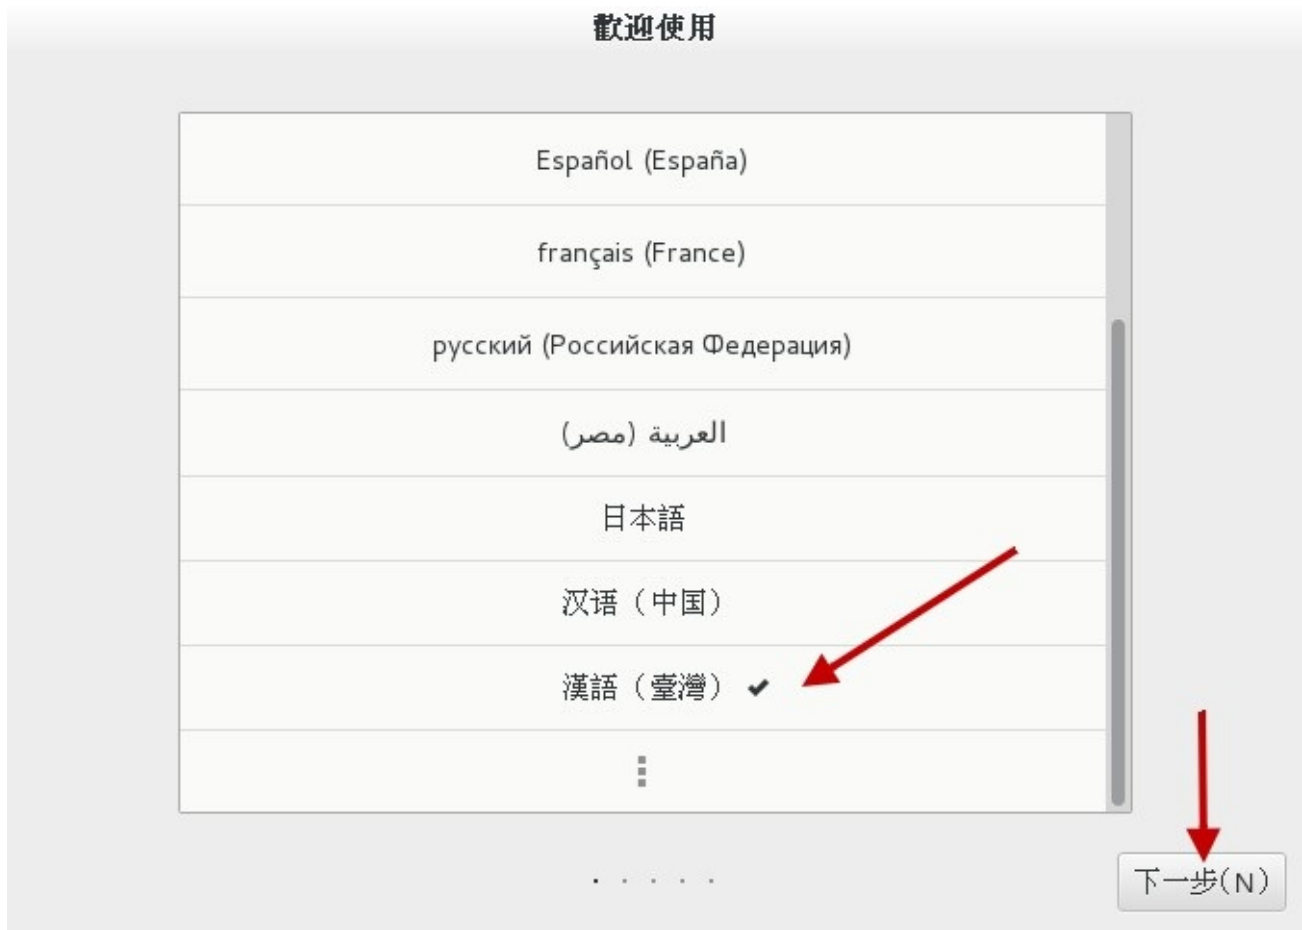 歡迎使用
Español (España)
français (France)
русский (Российская Федерация)
العربية (مصر)
日本語
汉语（中国）
漢語（臺灣）
下一步(N)